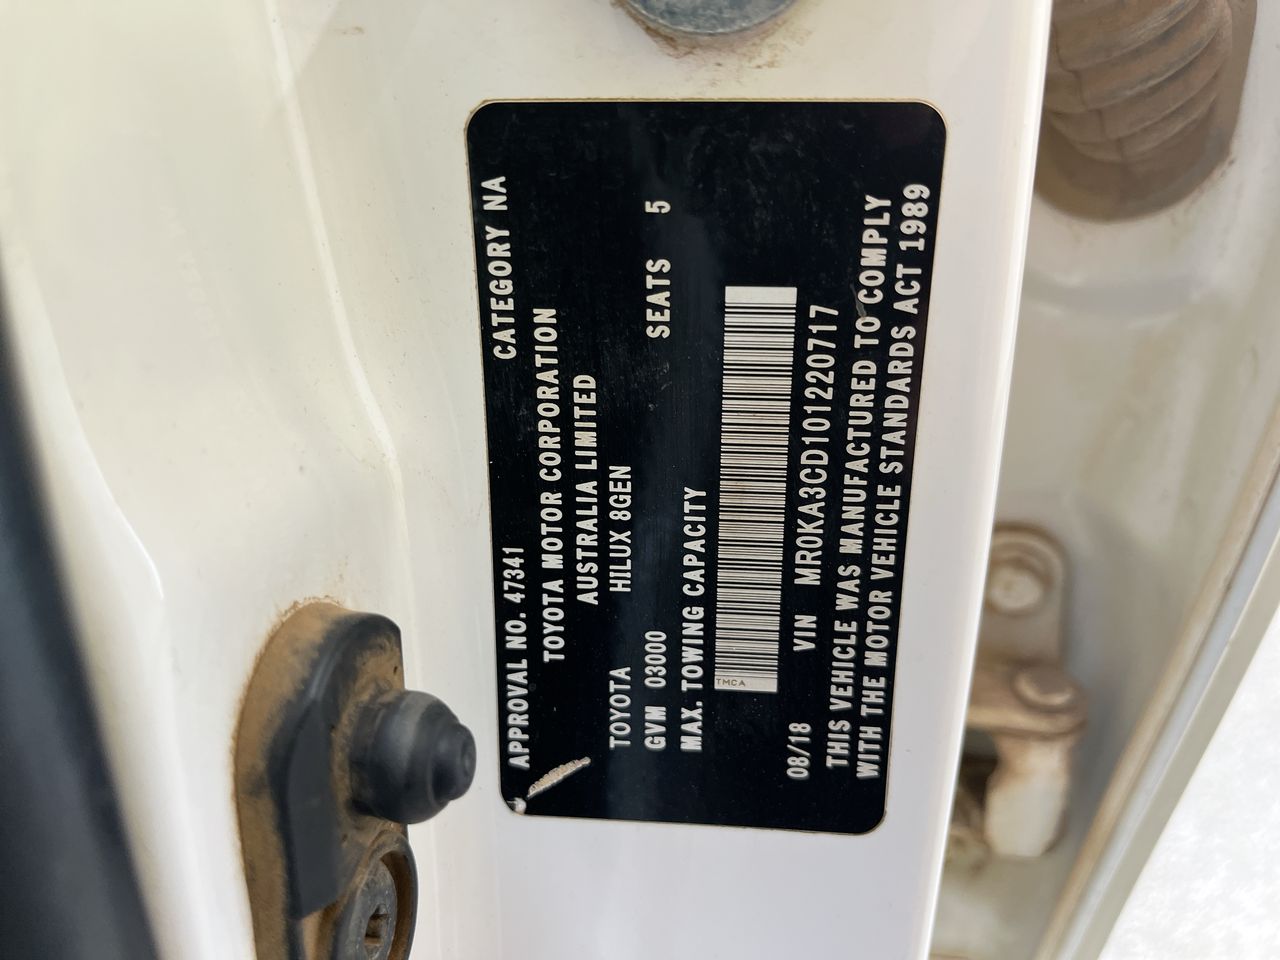 APPROVAL NO. 47341 CATEGORY NA
TOYOTA MOTOR CORPORATION
AUSTRALIA LIMITED
TOYOTA HILUX 8GEN
GVM 03000 SEATS 5
MAX. TOWING CAPACITY
TMCA
08/18 VIN MR0KA3CD101220717
THIS VEHICLE WAS MANUFACTURED TO COMPLY
WITH THE MOTOR VEHICLE STANDARDS ACT 1989